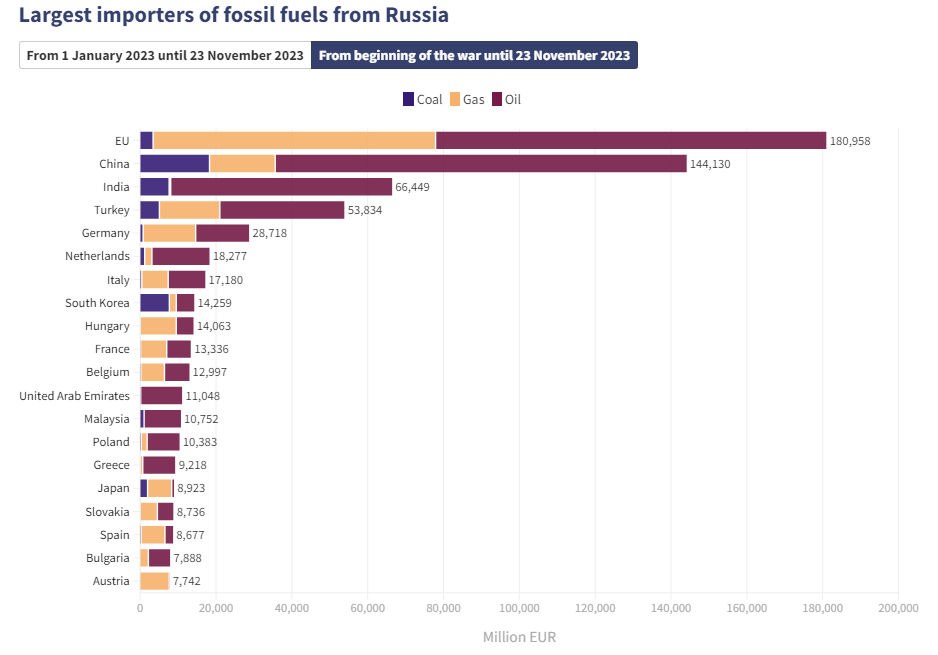 Largest importers of fossil fuels from Russia
From 1 January 2023 until 23 November 2023 From beginning of the war until 23 November 2023
Coal Gas Oil
EU 180,958
China 144,130
India 66,449
Turkey 53,834
Germany 28,718
Netherlands 18,277
Italy 17,180
South Korea 14,259
Hungary 14,063
France 13,336
Belgium 12,997
United Arab Emirates 11,048
Malaysia 10,752
Poland 10,383
Greece 9,218
Japan 8,923
Slovakia 8,736
Spain 8,677
Bulgaria 7,888
Austria 7,742
0 20,000 40,000 60,000 80,000 100,000 120,000 140,000 160,000 180,000 200,000
Million EUR